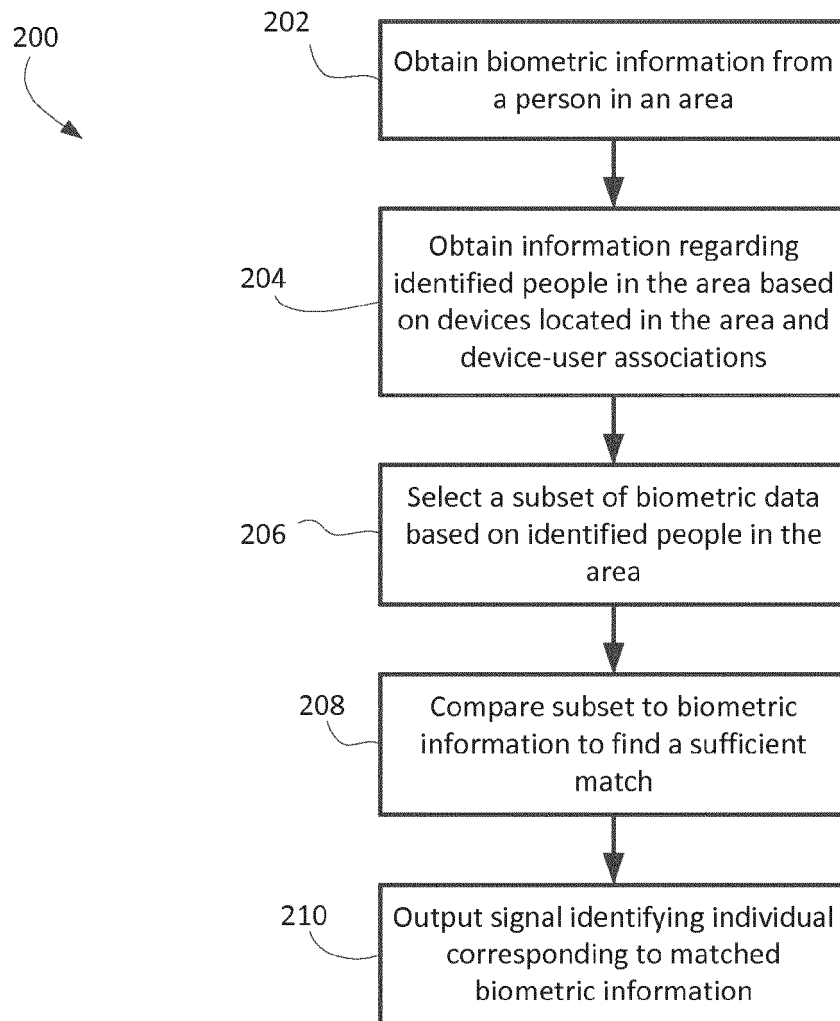 200
202
Obtain biometric information from
a person in an area
204
Obtain information regarding
identified people in the area based
on devices located in the area and
device-user associations
206
Select a subset of biometric data
based on identified people in the
area
208
Compare subset to biometric
information to find a sufficient
match
210
Output signal identifying individual
corresponding to matched
biometric information